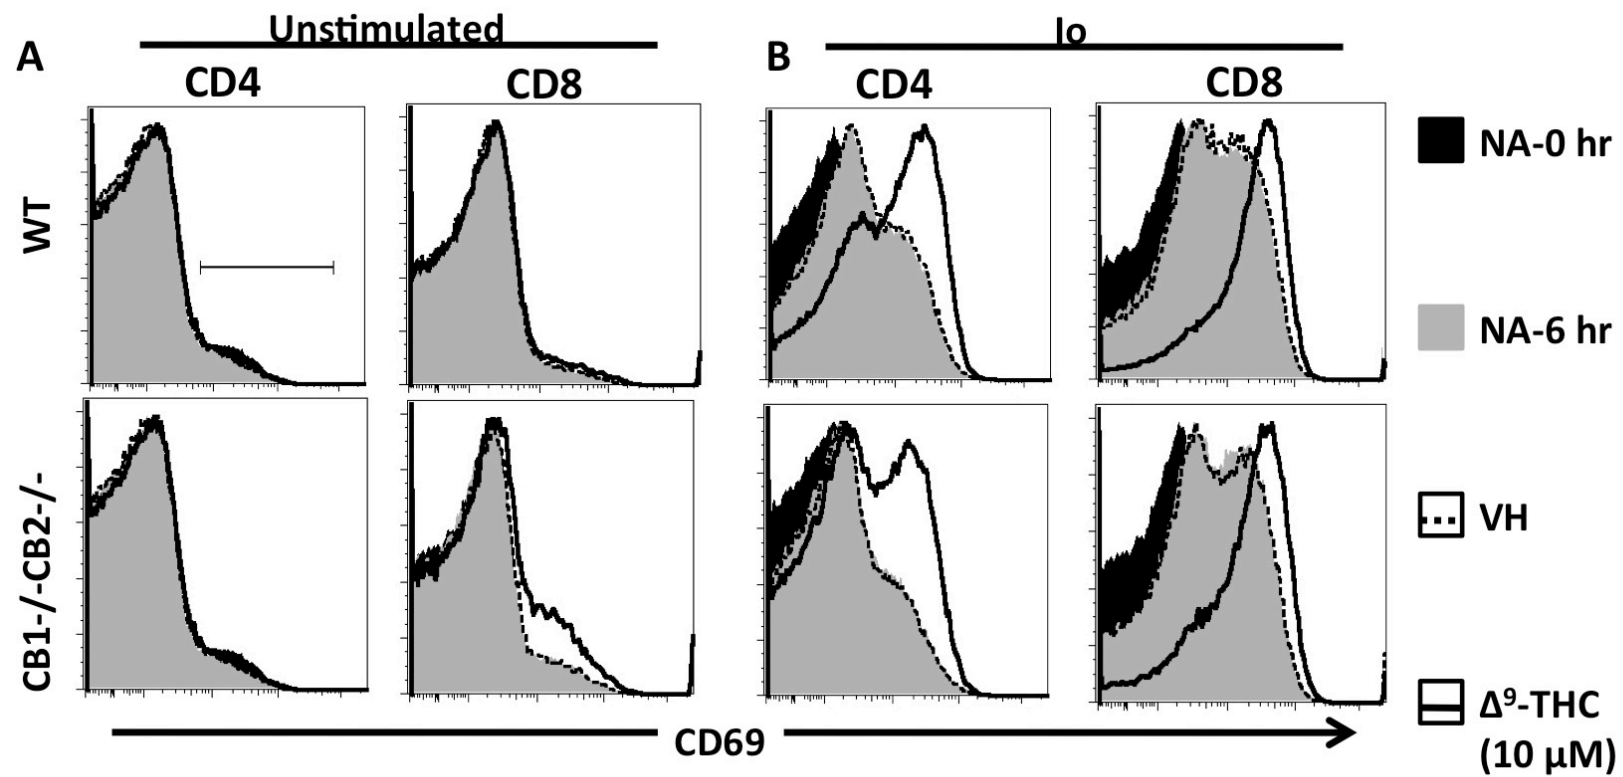 A
Unstimulated
B
Io
CD4
CD8
CD4
CD8
WT
CB1-/-CB2-/-
CD69
NA-0 hr
NA-6 hr
VH
Δ⁹-THC
(10 µM)